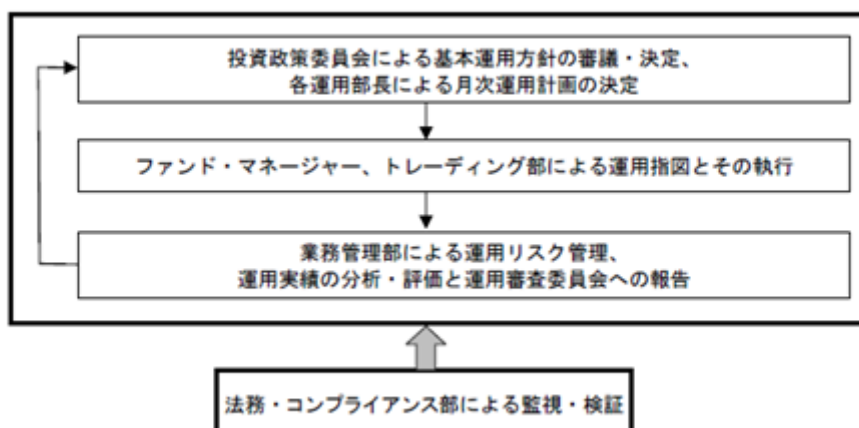 投資政策委員会による基本運用方針の審議・決定、
各運用部長による月次運用計画の決定
ファンド・マネージャー、トレーディング部による運用指図とその執行
業務管理部による運用リスク管理、
運用実績の分析・評価と運用審査委員会への報告
法務・コンプライアンス部による監視・検証